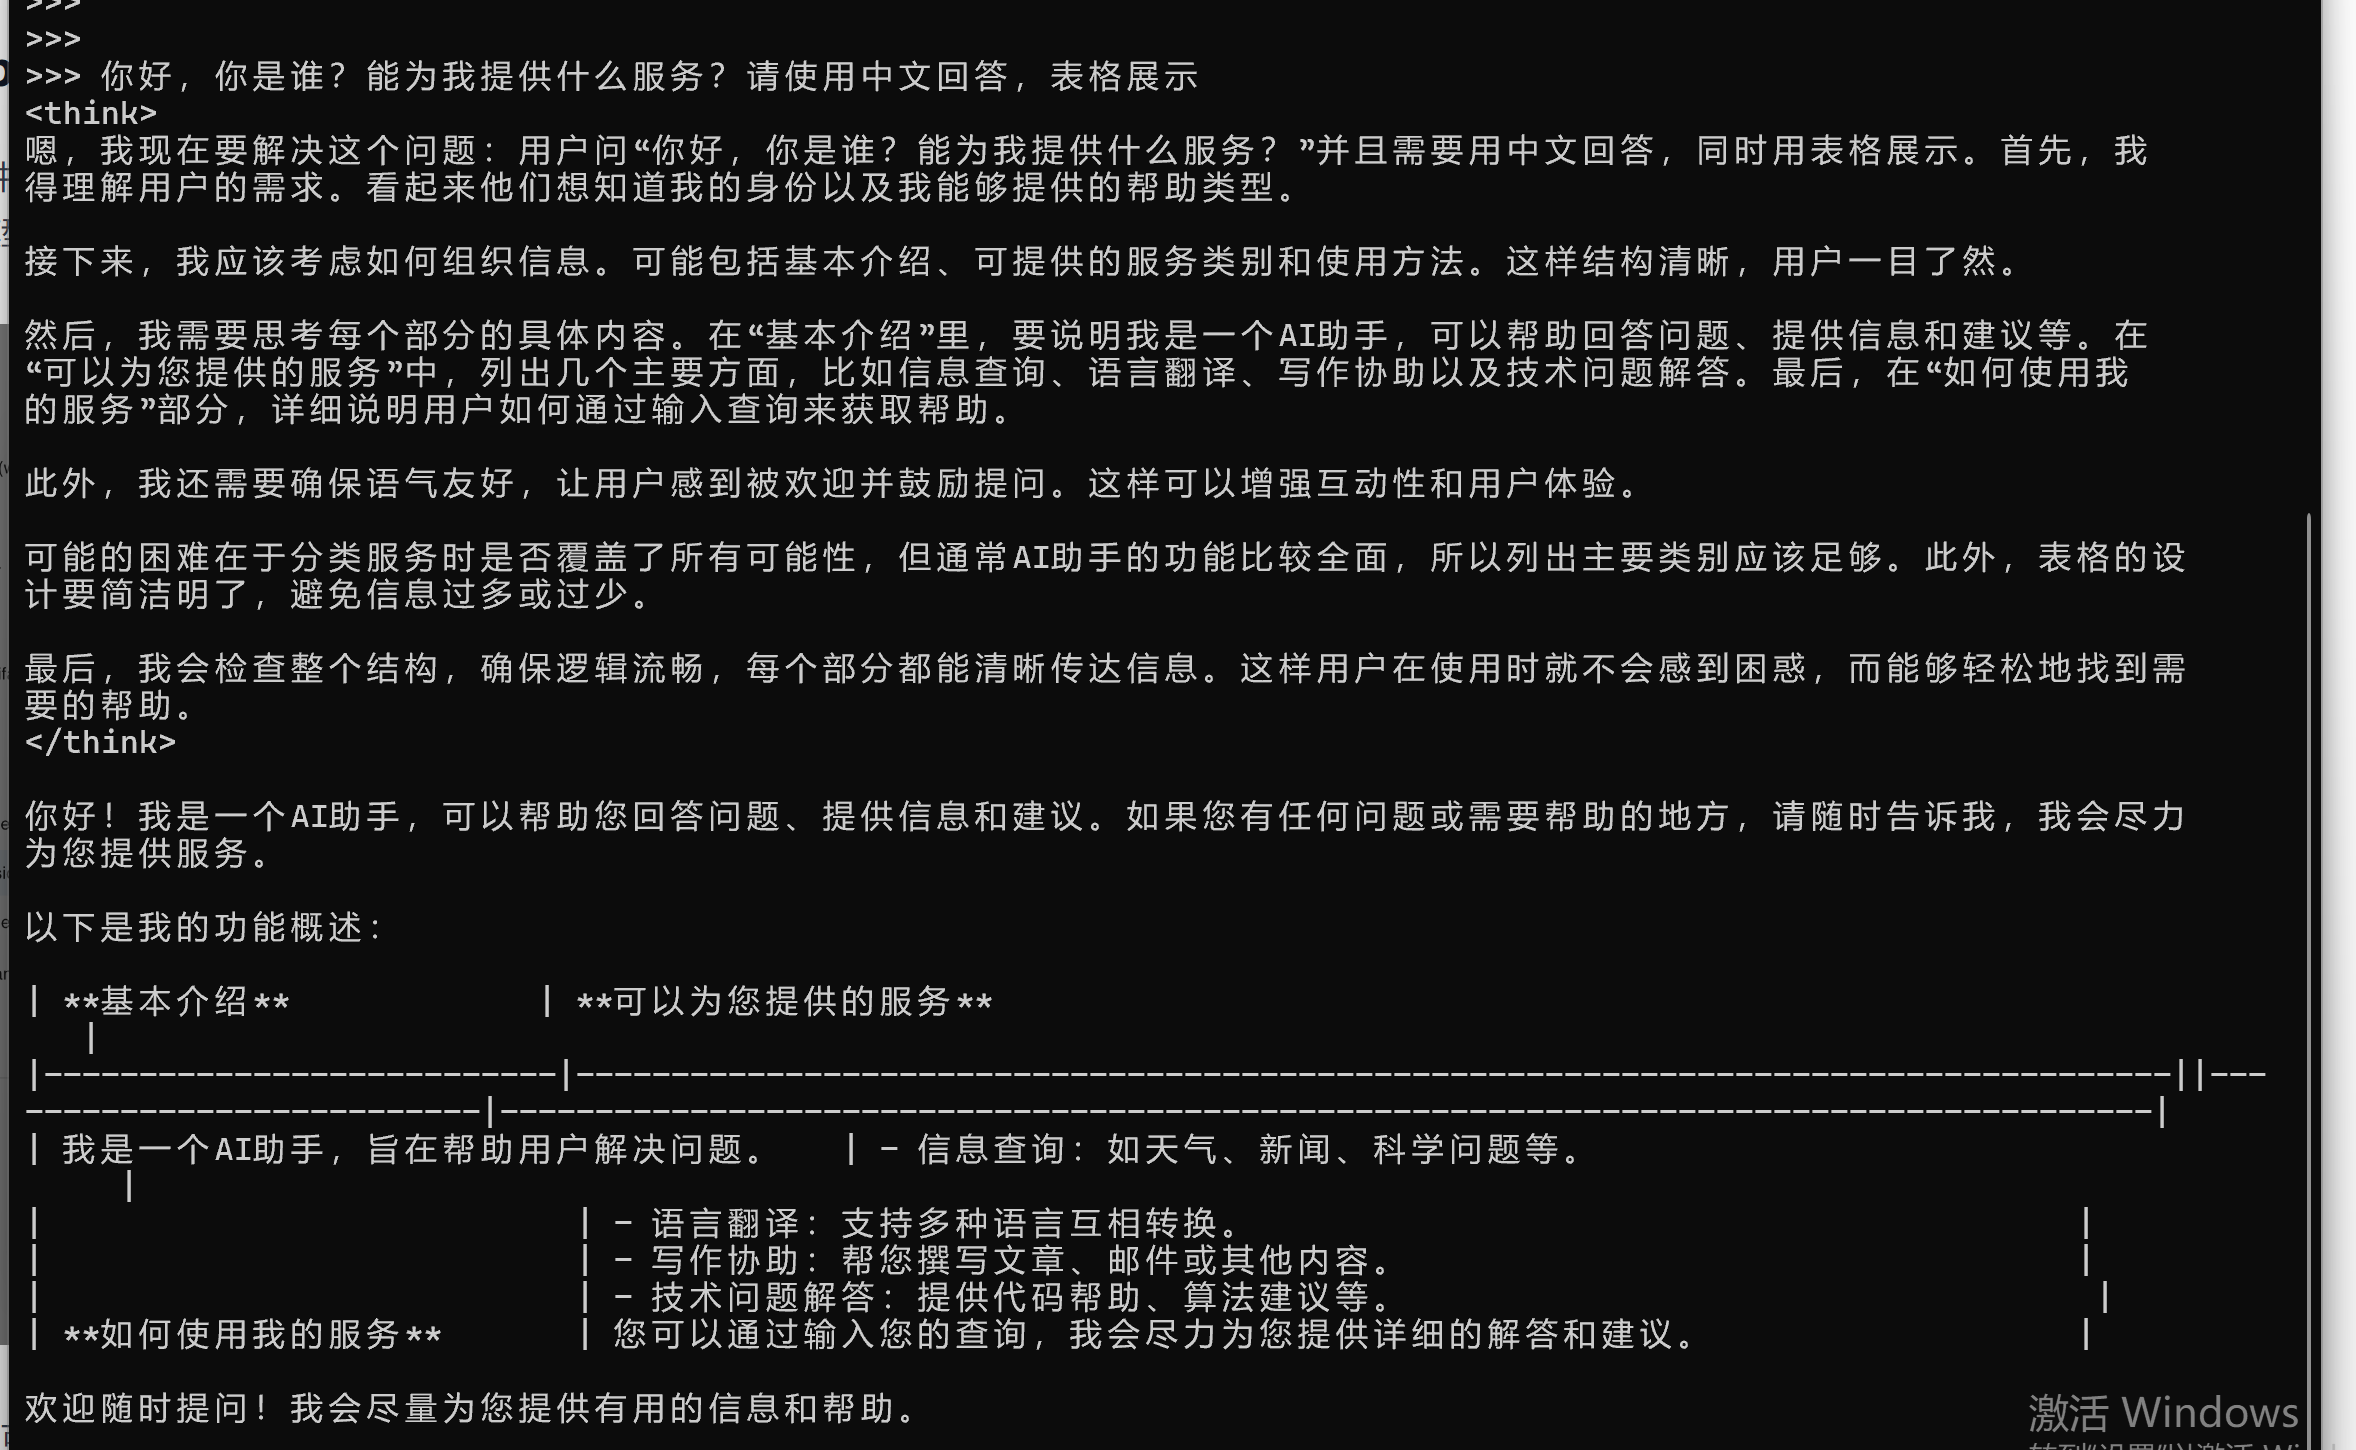 >>>
>>>
>>> 你好，你是谁？能为我提供什么服务？请使用中文回答，表格展示
<think>
嗯，我现在要解决这个问题：用户问“你好，你是谁？能为我提供什么服务？”并且需要用中文回答，同时用表格展示。首先，我
得理解用户的需求。看起来他们想知道我的身份以及我能够提供的帮助类型。

接下来，我应该考虑如何组织信息。可能包括基本介绍、可提供的服务类别和使用方法。这样结构清晰，用户一目了然。

然后，我需要思考每个部分的具体内容。在“基本介绍”里，要说明我是一个AI助手，可以帮助回答问题、提供信息和建议等。在
“可以为您提供的服务”中，列出几个主要方面，比如信息查询、语言翻译、写作协助以及技术问题解答。最后，在“如何使用我
的服务”部分，详细说明用户如何通过输入查询来获取帮助。

此外，我还需要确保语气友好，让用户感到被欢迎并鼓励提问。这样可以增强互动性和用户体验。

可能的困难在于分类服务时是否覆盖了所有可能性，但通常AI助手的功能比较全面，所以列出主要类别应该足够。此外，表格的设
计要简洁明了，避免信息过多或过少。

最后，我会检查整个结构，确保逻辑流畅，每个部分都能清晰传达信息。这样用户在使用时就不会感到困惑，而能够轻松地找到需
要的帮助。
</think>

你好！我是一个AI助手，可以帮助您回答问题、提供信息和建议。如果您有任何问题或需要帮助的地方，请随时告诉我，我会尽力
为您提供服务。

以下是我的功能概述：

| **基本介绍** | **可以为您提供的服务**
|
|---------------------------|------------------------------------------------------------------------------------||---
------------------------|---------------------------------------------------------------------------------------|
| 我是一个AI助手，旨在帮助用户解决问题。 | - 信息查询：如天气、新闻、科学问题等。
|
| | - 语言翻译：支持多种语言互相转换。 |
| | - 写作协助：帮您撰写文章、邮件或其他内容。 |
| | - 技术问题解答：提供代码帮助、算法建议等。 |
| **如何使用我的服务** | 您可以通过输入您的查询，我会尽力为您提供详细的解答和建议。 |

欢迎随时提问！我会尽量为您提供有用的信息和帮助。
激活 Windows